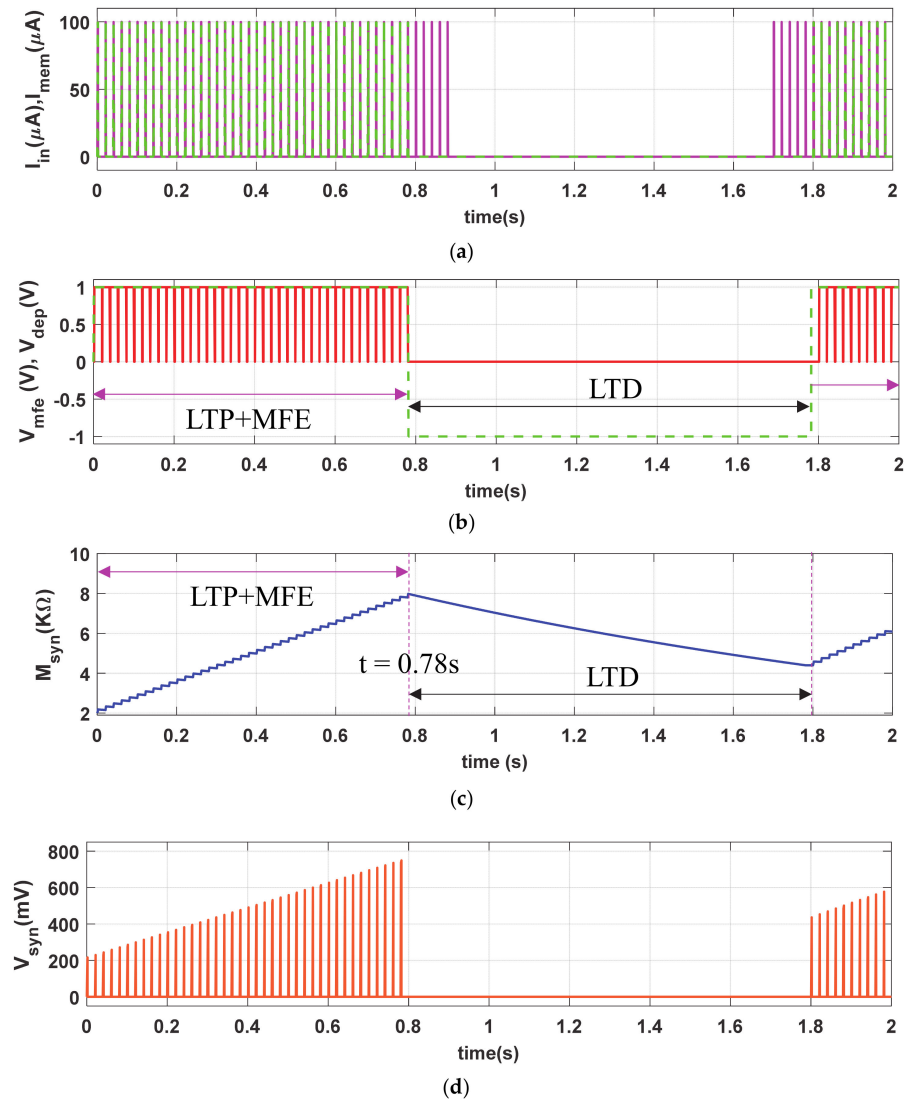 I_in(μA),I_mem(μA)
100
50
0
0 0.2 0.4 0.6 0.8 1 1.2 1.4 1.6 1.8 2
time(s)
(a)
V_mfe (V), V_dep(V)
1
0.5
0
-0.5
-1
LTP+MFE
LTD
0 0.2 0.4 0.6 0.8 1 1.2 1.4 1.6 1.8 2
time(s)
(b)
M_syn(KΩ)
10
8
6
4
2
LTP+MFE
t = 0.78s
LTD
0 0.2 0.4 0.6 0.8 1 1.2 1.4 1.6 1.8 2
time (s)
(c)
V_syn(mV)
800
600
400
200
0
0 0.2 0.4 0.6 0.8 1 1.2 1.4 1.6 1.8 2
time(s)
(d)